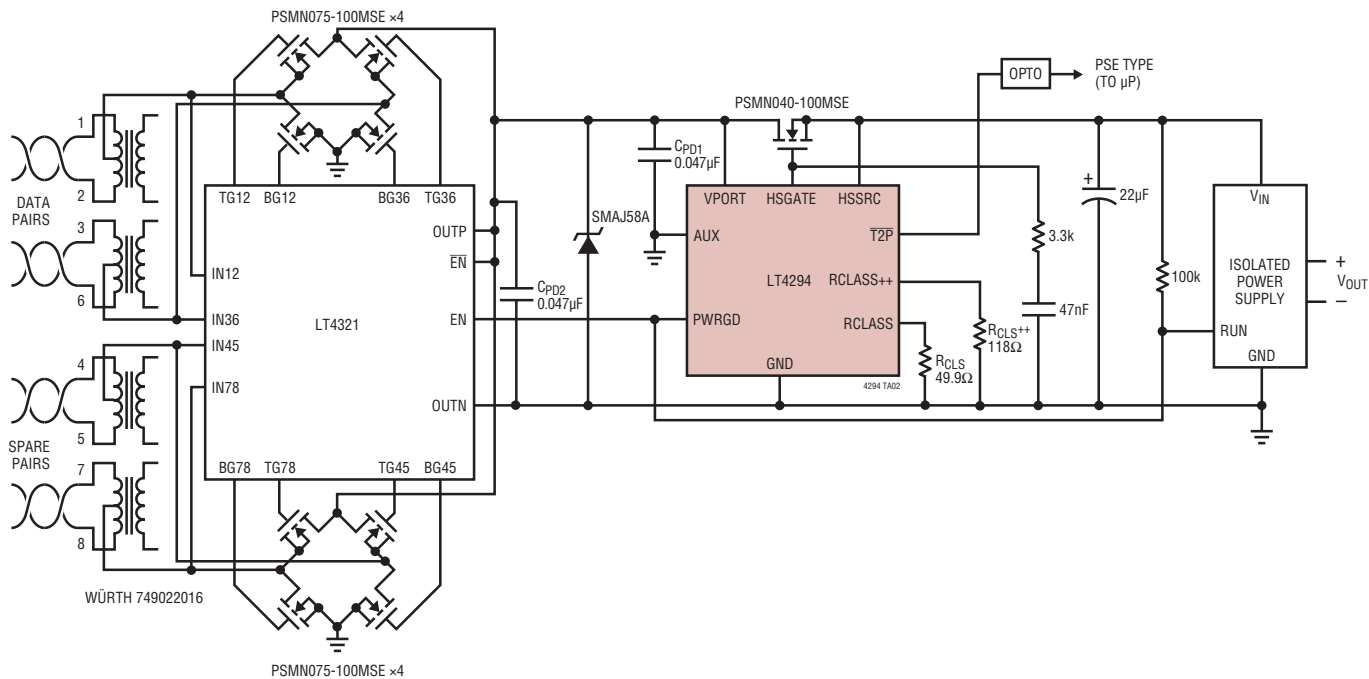 PSMN075-100MSE ×4
OPTO
PSE TYPE
(TO µP)
PSMN040-100MSE
1
2
DATA
PAIRS
3
6
4
5
SPARE
PAIRS
7
8
WÜRTH 749022016
TG12
BG12
BG36
TG36
OUTP
EN
IN12
IN36
LT4321
EN
IN45
IN78
OUTN
BG78
TG78
TG45
BG45
PSMN075-100MSE ×4
SMAJ58A
CPD1
0.047µF
CPD2
0.047µF
VPORT
HSGATE
HSSRC
AUX
T2P
LT4294
RCLASS++
PWRGD
RCLASS
GND
4294 TA02
RCLS
49.9Ω
RCLS++
118Ω
3.3k
47nF
+
22µF
100k
VIN
ISOLATED
POWER
SUPPLY
RUN
GND
+
VOUT
–